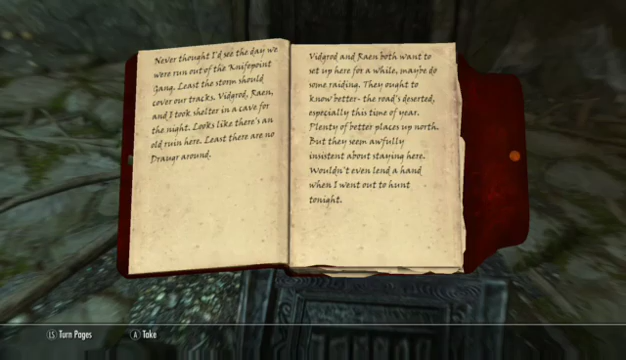 Never thought I'd see the day we
were run out of the Knifepoint
Gang. Least the storm should
cover our tracks. Vidgrod, Raen,
and I took shelter in a cave for
the night. Looks like there's an
old ruin here. Least there are no
Draugr around.
Vidgrod and Raen both want to
set up here for a while, maybe do
some raiding. They ought to
know better- the road's deserted,
especially this time of year.
Plenty of better places up north.
But they seem awfully
insistent about staying here.
Wouldn't even lend a hand
when I went out to hunt
tonight.
LS Turn Pages
A Take